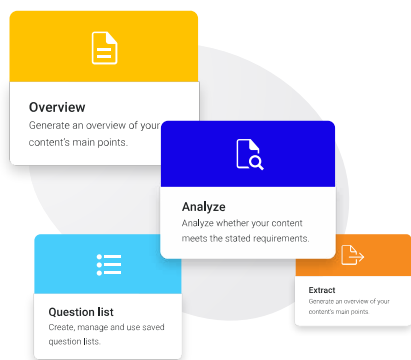 Overview
Generate an overview of your
content's main points.
Analyze
Analyze whether your content
meets the stated requirements.
Question list
Create, manage and use saved
question lists.
Extract
Generate an overview of your
content's main points